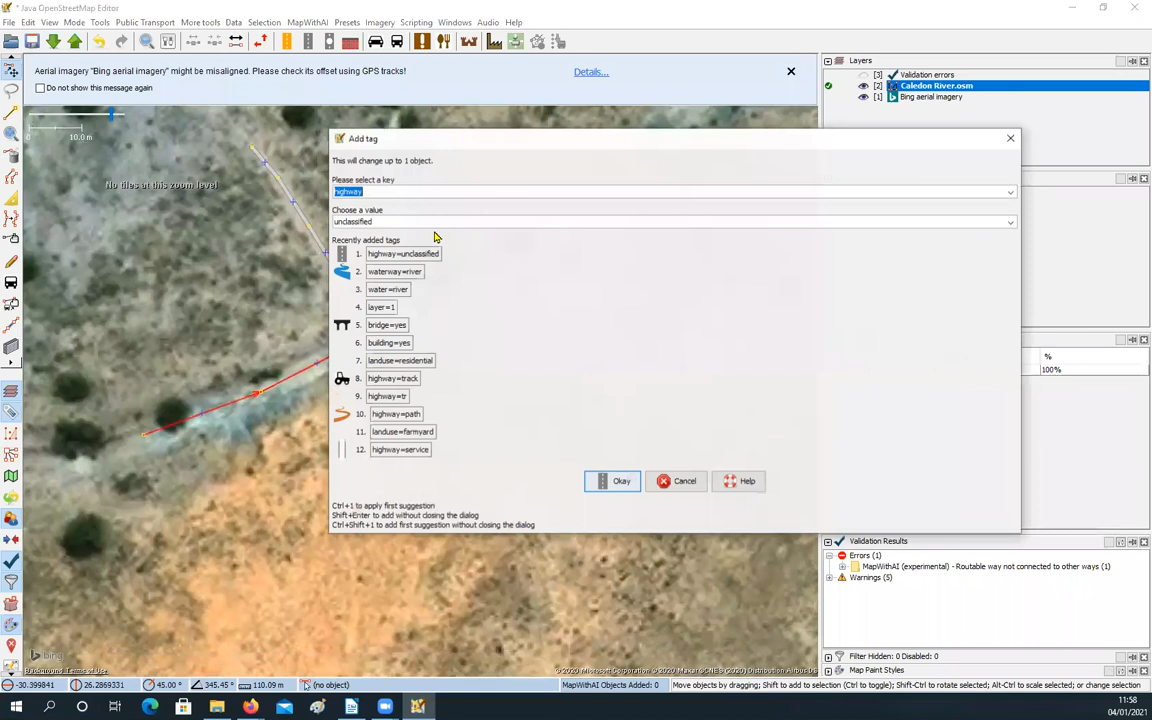 * Java OpenStreetMap Editor
File Edit View Mode Tools Public Transport More tools Data Selection MapWithAI Presets Imagery Scripting Windows Audio Help
Aerial imagery "Bing aerial imagery" might be misaligned. Please check its offset using GPS tracks!
Details...
Do not show this message again
10.0 m
0
No tiles at this zoom level
Add tag
This will change up to 1 object.
Please select a key
highway
Choose a value
unclassified
Recently added tags
1. highway=unclassified
2. waterway=river
3. water=river
4. layer=1
5. bridge=yes
6. building=yes
7. landuse=residential
8. highway=track
9. highway=tr
10. highway=path
11. landuse=farmyard
12. highway=service
Okay Cancel Help
Ctrl+1 to apply first suggestion
Shift+Enter to add without closing the dialog
Ctrl+Shift+1 to add first suggestion without closing the dialog
Layers
[3] Validation errors
[2] Caledon River.osm
[1] Bing aerial imagery
%
100%
Validation Results
Errors (1)
MapWithAI (experimental) - Routable way not connected to other ways (1)
Warnings (5)
Filter Hidden: 0 Disabled: 0
Map Paint Styles
bing
Background Terms of Use
-30.399841 26.2869331 45.00 ° 345.45 ° 110.09 m (no object) MapWithAI Objects Added: 0 Move objects by dragging; Shift to add to selection (Ctrl to toggle); Shift-Ctrl to rotate selected; Alt-Ctrl to scale selected; or change selection
11:58
04/01/2021